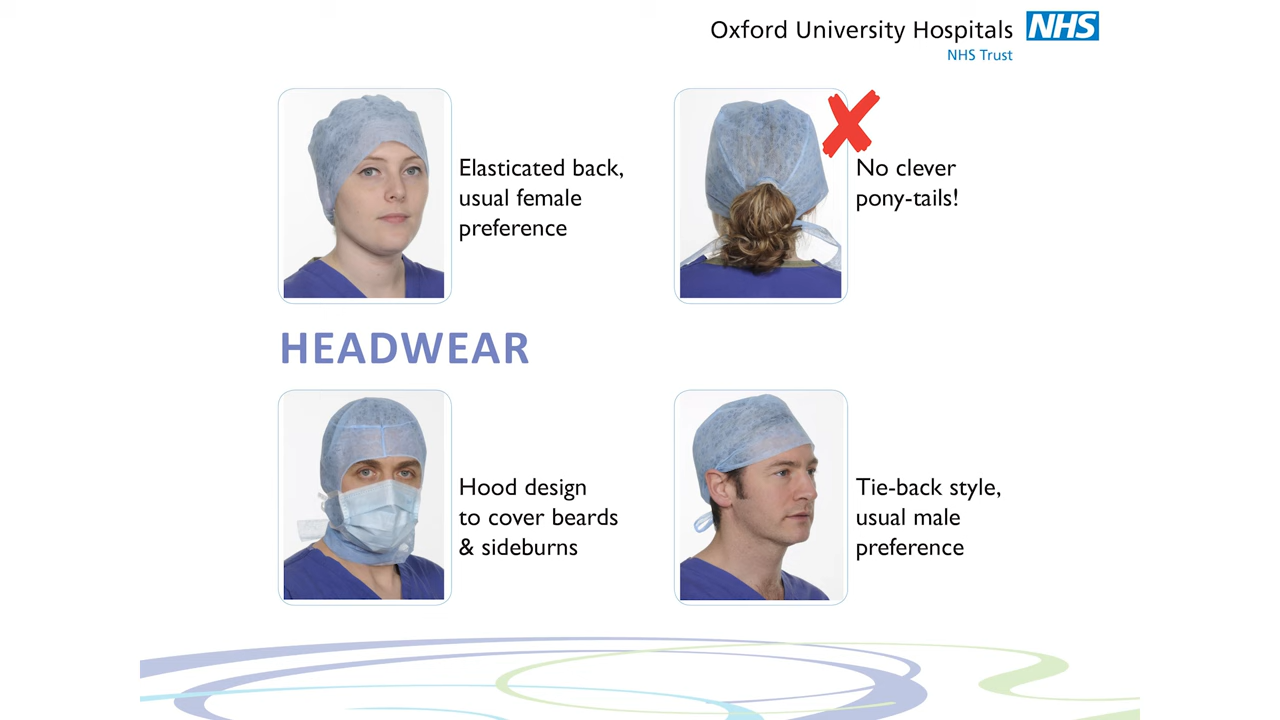 Oxford University Hospitals NHS
NHS Trust
Elasticated back,
usual female
preference
No clever
pony-tails!
HEADWEAR
Hood design
to cover beards
& sideburns
Tie-back style,
usual male
preference